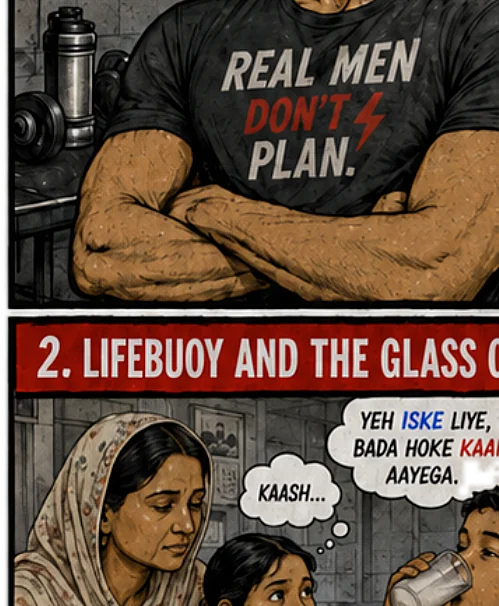 REAL MEN
DON'T
PLAN.
2. LIFEBUOY AND THE GLASS
YEH ISKE LIYE,
BADA HOKE
AAYEGA.
KAASH...